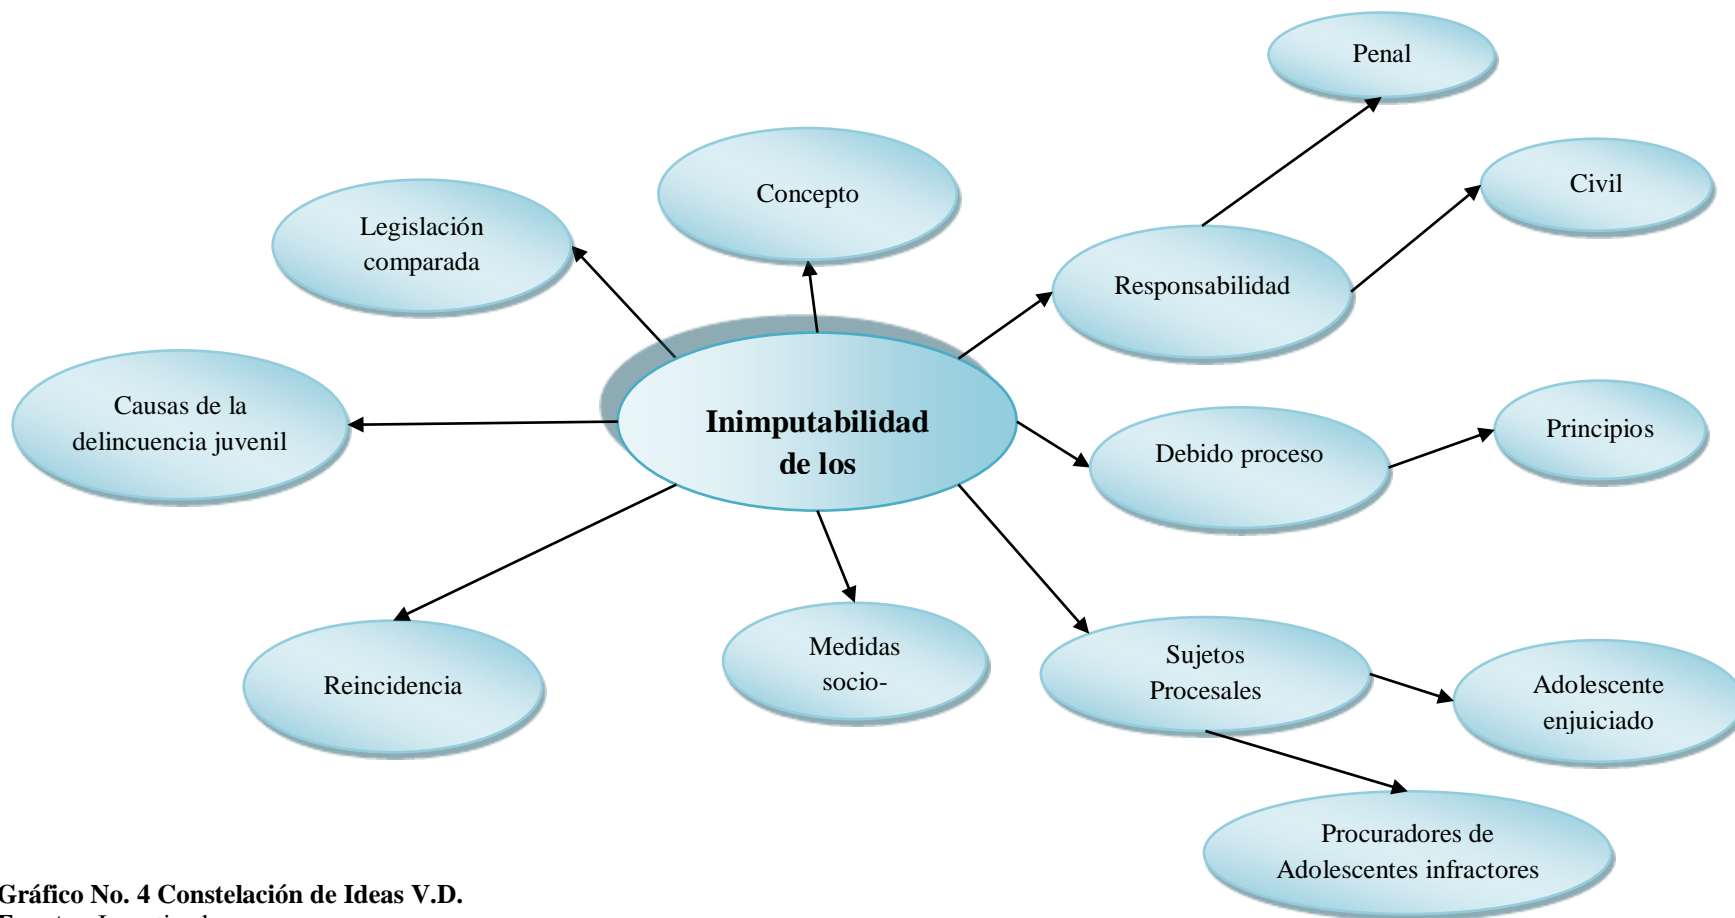 Penal
Concepto
Civil
Legislación
comparada
Responsabilidad
Causas de la
delincuencia juvenil
Inimputabilidad
de los
Debido proceso
Principios
Reincidencia
Medidas
socio-
Sujetos
Procesales
Adolescente
enjuiciado
Procuradores de
Adolescentes infractores
Gráfico No. 4 Constelación de Ideas V.D.